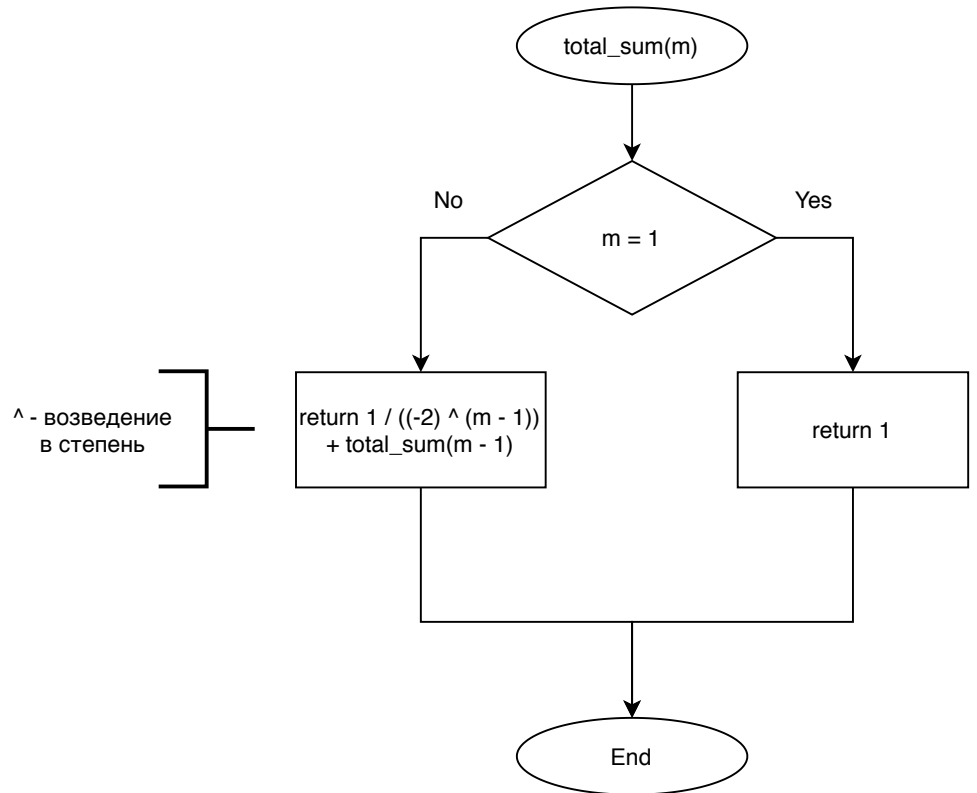 total_sum(m)
No
Yes
m = 1
^ - возведение
в степень
return 1 / ((-2) ^ (m - 1))
+ total_sum(m - 1)
return 1
End